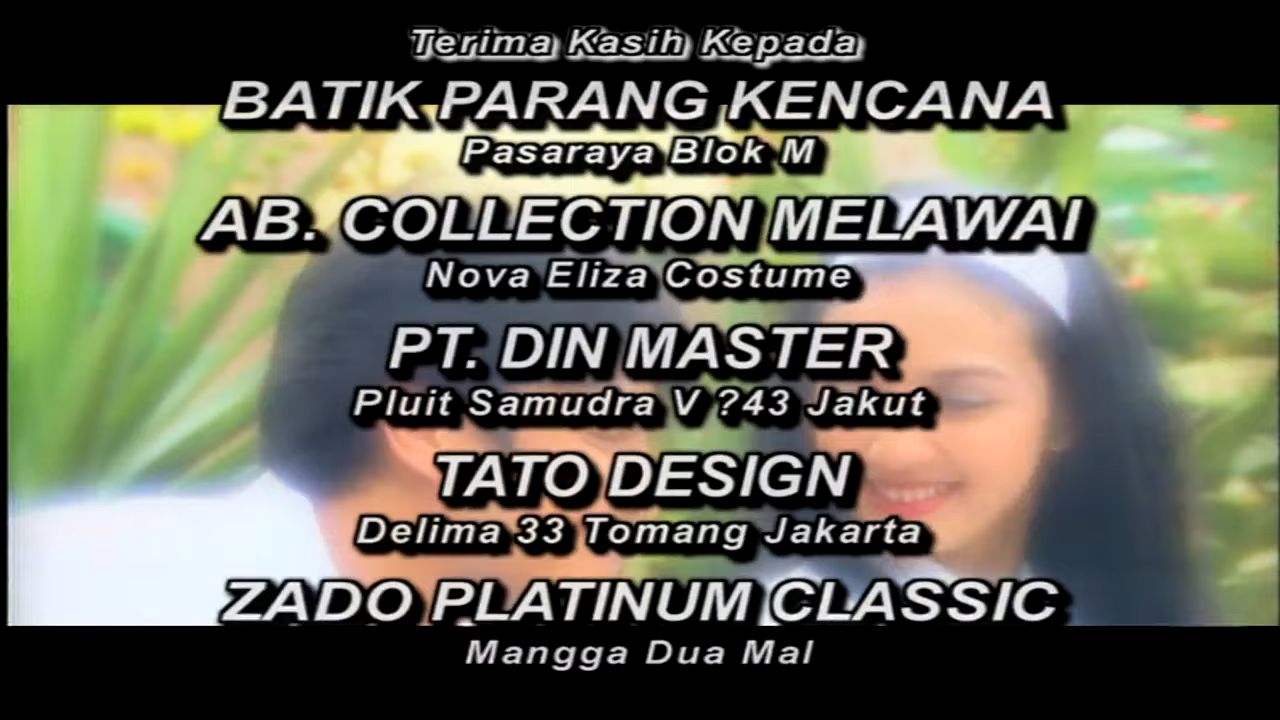 Terima Kasih Kepada
BATIK PARANG KENCANA
Pasaraya Blok M
AB. COLLECTION MELAWAI
Nova Eliza Costume
PT. DIN MASTER
Pluit Samudra V ?43 Jakut
TATO DESIGN
Delima 33 Tomang Jakarta
ZADO PLATINUM CLASSIC
Mangga Dua Mal